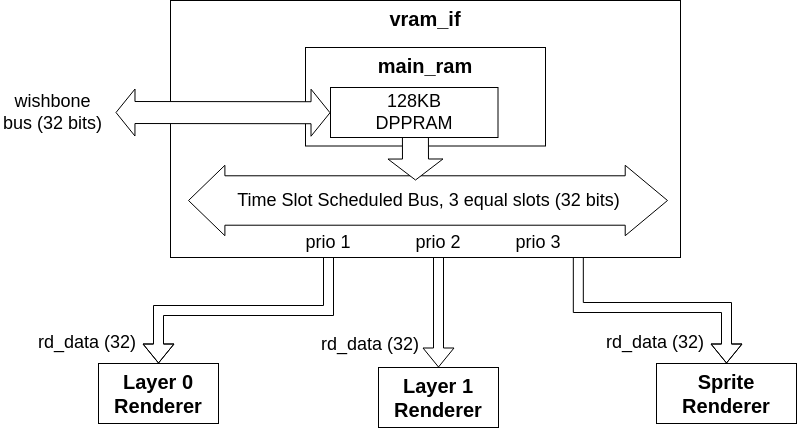 vram_if
main_ram
wishbone
bus (32 bits)
128KB
DPPRAM
Time Slot Scheduled Bus, 3 equal slots (32 bits)
prio 1
prio 2
prio 3
rd_data (32)
rd_data (32)
rd_data (32)
Layer 0
Renderer
Layer 1
Renderer
Sprite
Renderer